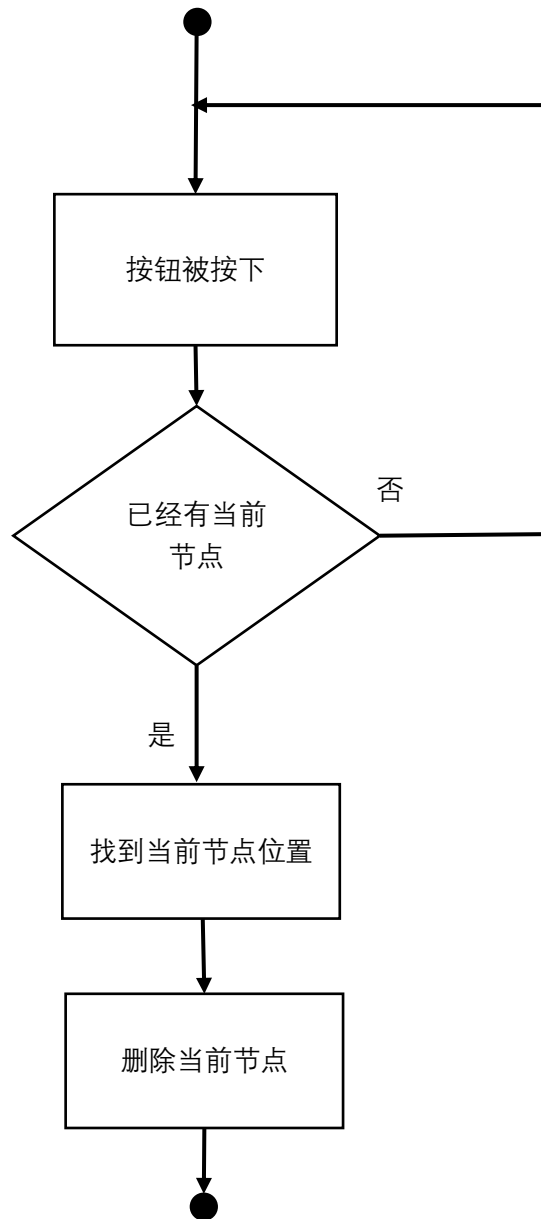 按钮被按下
已经有当前
节点
否
是
找到当前节点位置
删除当前节点